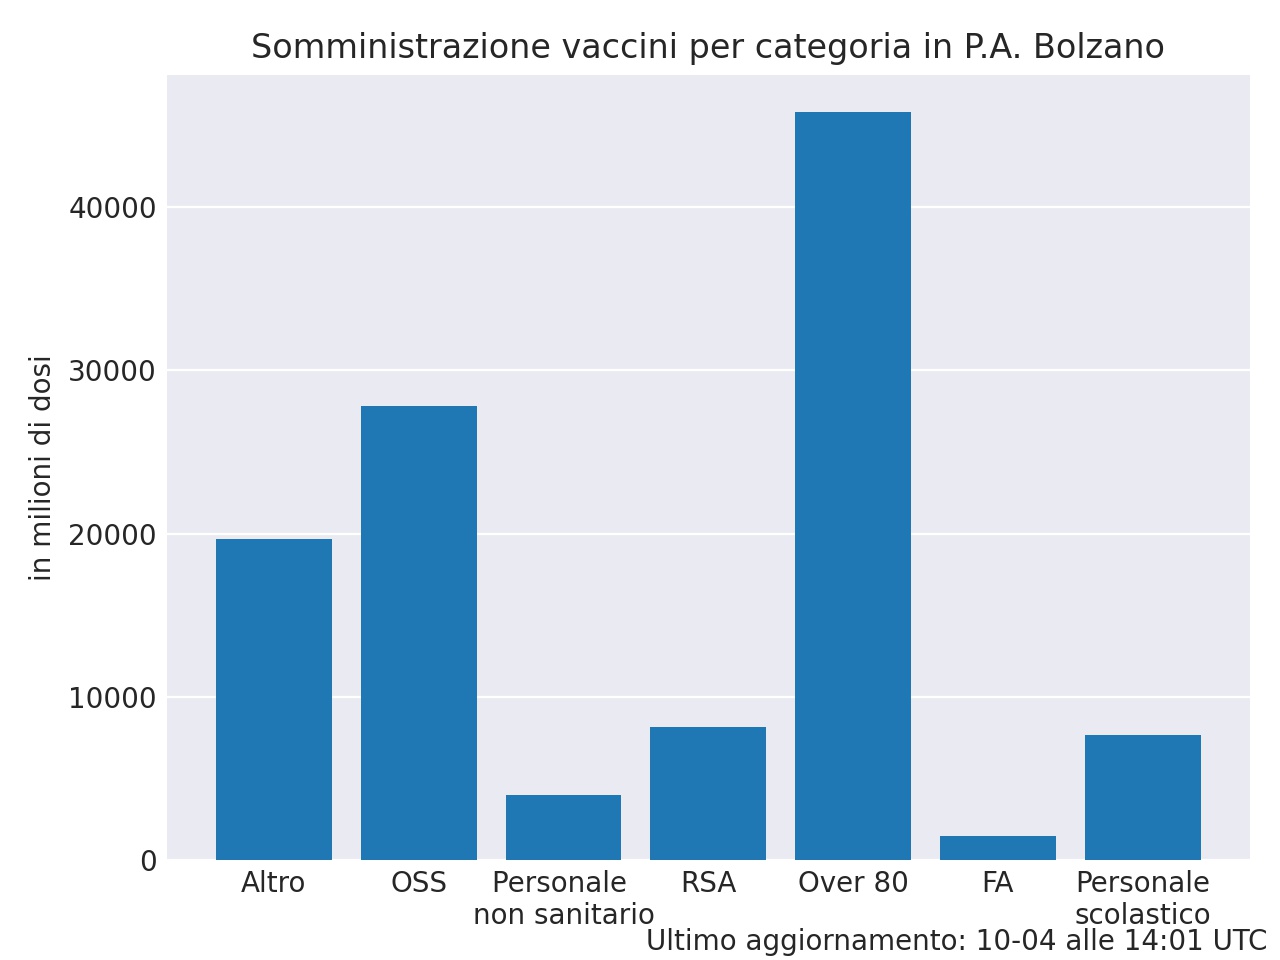 Somministrazione vaccini per categoria in P.A. Bolzano
in milioni di dosi
40000
30000
20000
10000
0
Altro
OSS
Personale
non sanitario
RSA
Over 80
FA
Personale
scolastico
Ultimo aggiornamento: 10-04 alle 14:01 UTC